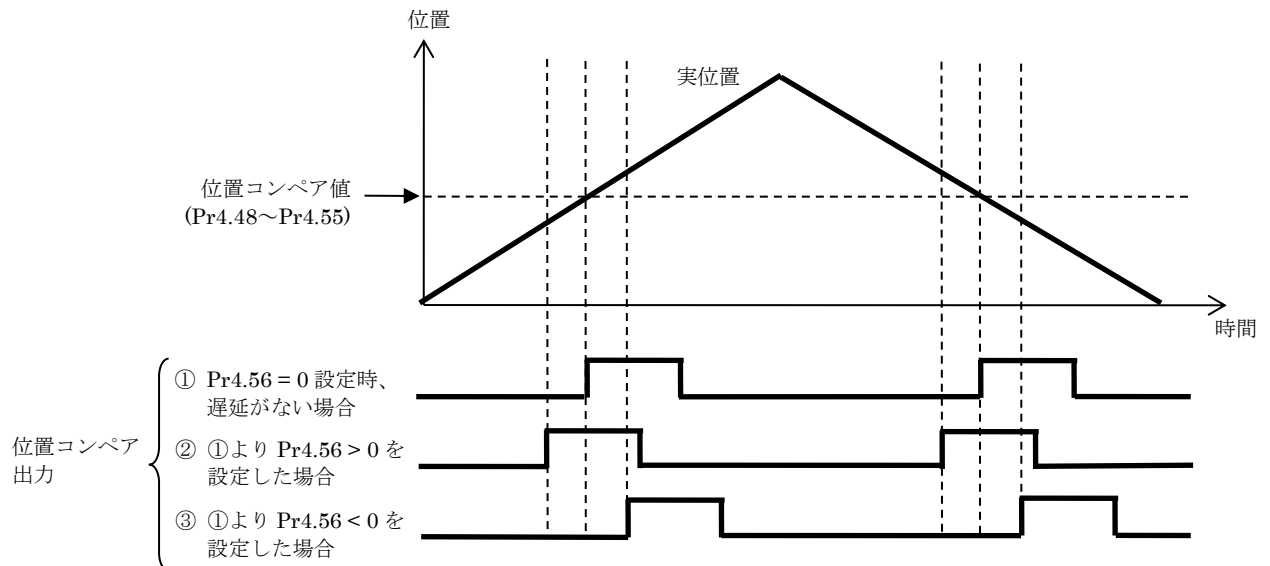 位置
実位置
位置コンペア値
(Pr4.48～Pr4.55)
時間
位置コンペア
出力
① Pr4.56 = 0 設定時、
遅延がない場合
② ①より Pr4.56 > 0 を
設定した場合
③ ①より Pr4.56 < 0 を
設定した場合